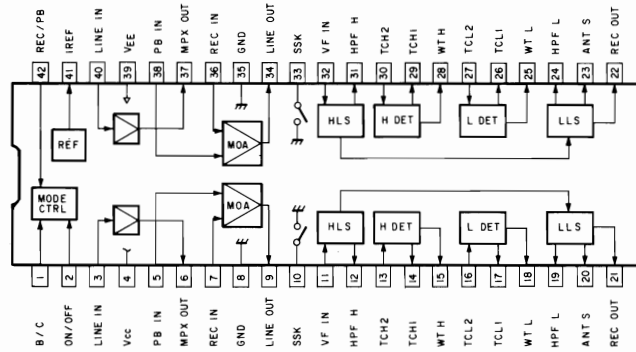 REC/PB IREF LINE IN VEE PB IN MPX OUT REC IN GND LINE OUT SSK VF IN HPF H TCH2 TCH1 WT H TCL2 TCL1 WT L HPF L ANT S REC OUT
42 41 40 39 38 37 36 35 34 33 32 31 30 29 28 27 26 25 24 23 22
REF MOA HLS H DET L DET LLS
MODE CTRL MOA HLS H DET L DET LLS
1 2 3 4 5 6 7 8 9 10 11 12 13 14 15 16 17 18 19 20 21
B/C ON/OFF LINE IN Vcc PB IN MPX OUT REC IN GND LINE OUT SSK VF IN HPF H TCH2 TCH1 WT H TCL2 TCL1 WT L HPF L ANT S REC OUT